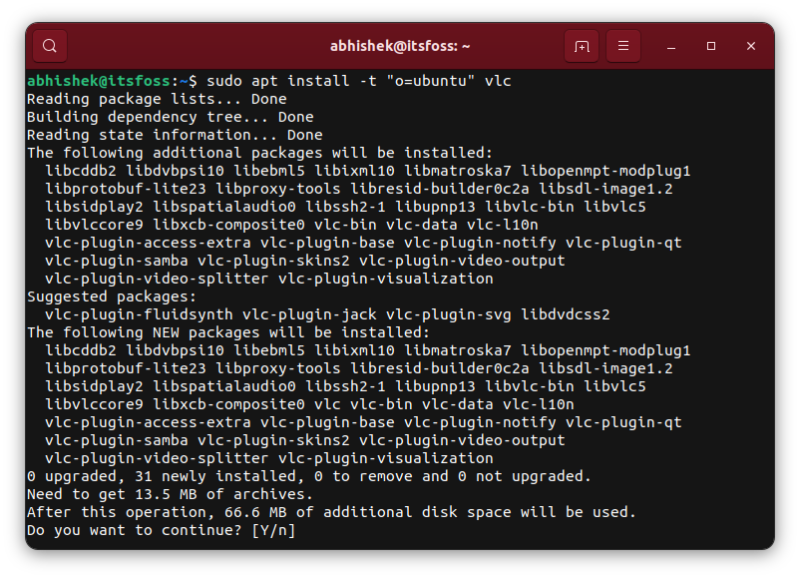 abhishek@itsfoss: ~
abhishek@itsfoss:~$ sudo apt install -t "o=ubuntu" vlc
Reading package lists... Done
Building dependency tree... Done
Reading state information... Done
The following additional packages will be installed:
  libcddb2 libdvbpsi10 libebml5 libixml10 libmatroska7 libopenmpt-modplug1
  libprotobuf-lite23 libproxy-tools libresid-builder0c2a libsdl-image1.2
  libsidplay2 libspatialaudio0 libssh2-1 libupnp13 libvlc-bin libvlc5
  libvlccore9 libxcb-composite0 vlc-bin vlc-data vlc-l10n
  vlc-plugin-access-extra vlc-plugin-base vlc-plugin-notify vlc-plugin-qt
  vlc-plugin-samba vlc-plugin-skins2 vlc-plugin-video-output
  vlc-plugin-video-splitter vlc-plugin-visualization
Suggested packages:
  vlc-plugin-fluidsynth vlc-plugin-jack vlc-plugin-svg libdvdcss2
The following NEW packages will be installed:
  libcddb2 libdvbpsi10 libebml5 libixml10 libmatroska7 libopenmpt-modplug1
  libprotobuf-lite23 libproxy-tools libresid-builder0c2a libsdl-image1.2
  libsidplay2 libspatialaudio0 libssh2-1 libupnp13 libvlc-bin libvlc5
  libvlccore9 libxcb-composite0 vlc vlc-bin vlc-data vlc-l10n
  vlc-plugin-access-extra vlc-plugin-base vlc-plugin-notify vlc-plugin-qt
  vlc-plugin-samba vlc-plugin-skins2 vlc-plugin-video-output
  vlc-plugin-video-splitter vlc-plugin-visualization
0 upgraded, 31 newly installed, 0 to remove and 0 not upgraded.
Need to get 13.5 MB of archives.
After this operation, 66.6 MB of additional disk space will be used.
Do you want to continue? [Y/n]